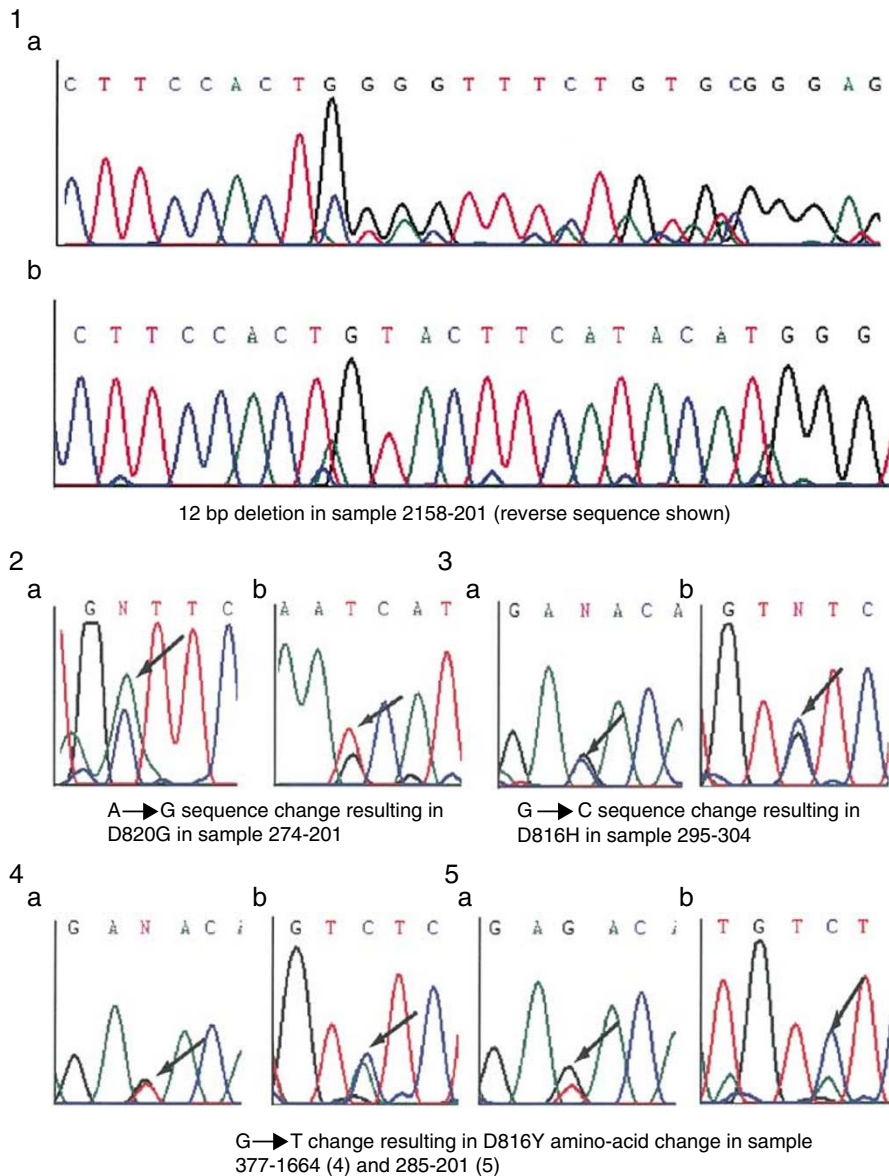 1
a
C T T C C A C T G G G G T T T C T G T G C G G G A G
b
C T T C C A C T G T A C T T C A T A C A T G G G
12 bp deletion in sample 2158-201 (reverse sequence shown)
2
3
a
b
a
b
G N T T C
A A T C A T
G A N A C A
G T N T C
A→G sequence change resulting in
D820G in sample 274-201
G→C sequence change resulting in
D816H in sample 295-304
4
5
a
b
a
b
G A N A C
G T C T C
G A G A C A
T G T C T
G→T change resulting in D816Y amino-acid change in sample
377-1664 (4) and 285-201 (5)